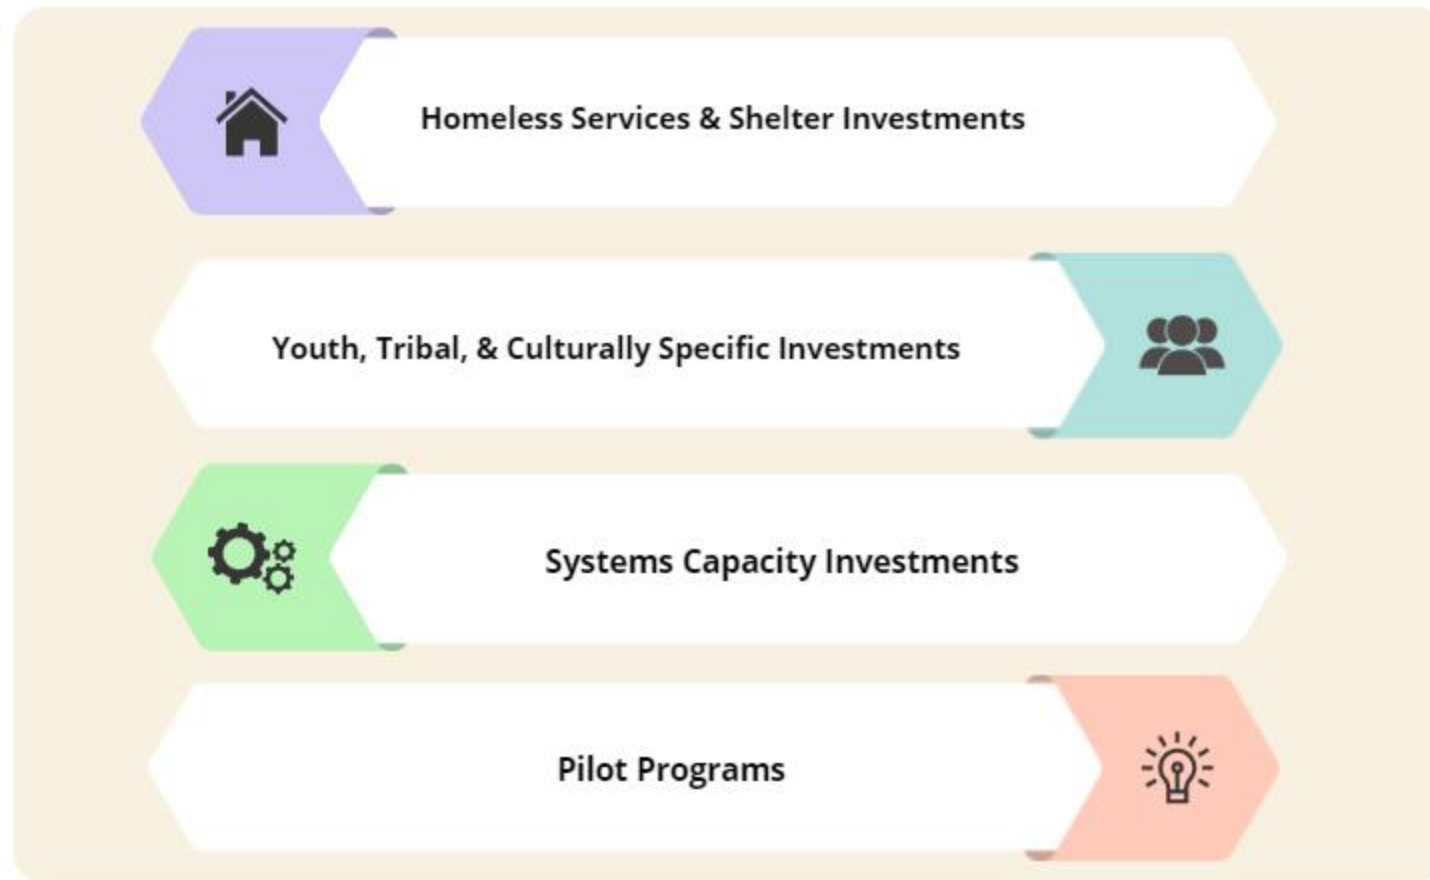 Homeless Services & Shelter Investments
Youth, Tribal, & Culturally Specific Investments
Systems Capacity Investments
Pilot Programs